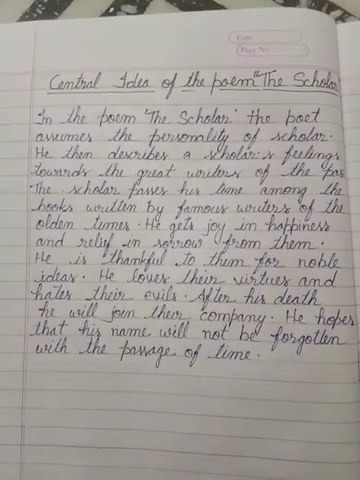 Date
Page No.
Central Idea of the poem "The Scholar
In the poem 'The Scholar' the poet
assumes the personality of scholar.
He then describes a scholar's feelings
towards the great writers of the pas
The scholar passes his time among the
books written by famous writers of the
olden times. He gets joy in happiness
and relief in sorrow from them.
He is thankful to them for noble
ideas. He loves their virtues and
hates their evils. After his death
he will join their company. He hopes
that his name will not be forgotten
with the passage of time.